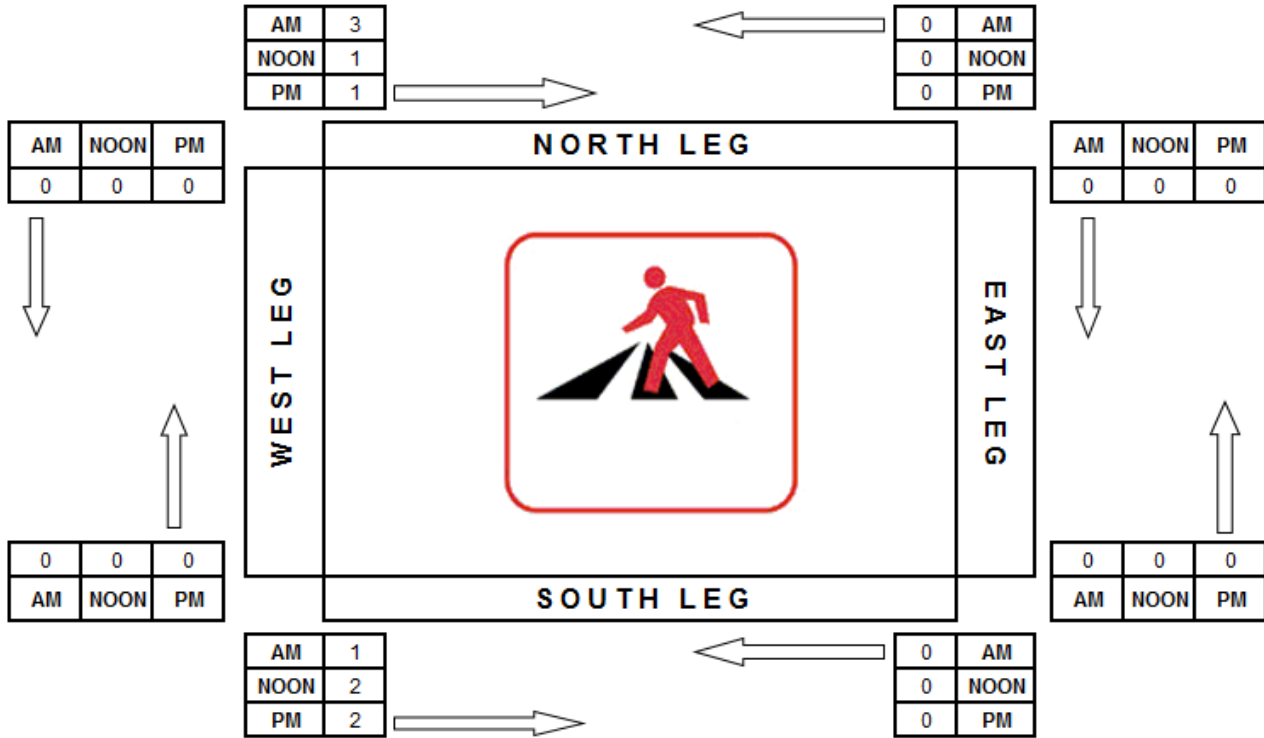 AM 3
NOON 1
PM 1
0 AM
0 NOON
0 PM
AM NOON PM
0 0 0
NORTH LEG
AM NOON PM
0 0 0
WEST LEG
EAST LEG
0 0 0
AM NOON PM
SOUTH LEG
0 0 0
AM NOON PM
AM 1
NOON 2
PM 2
0 AM
0 NOON
0 PM